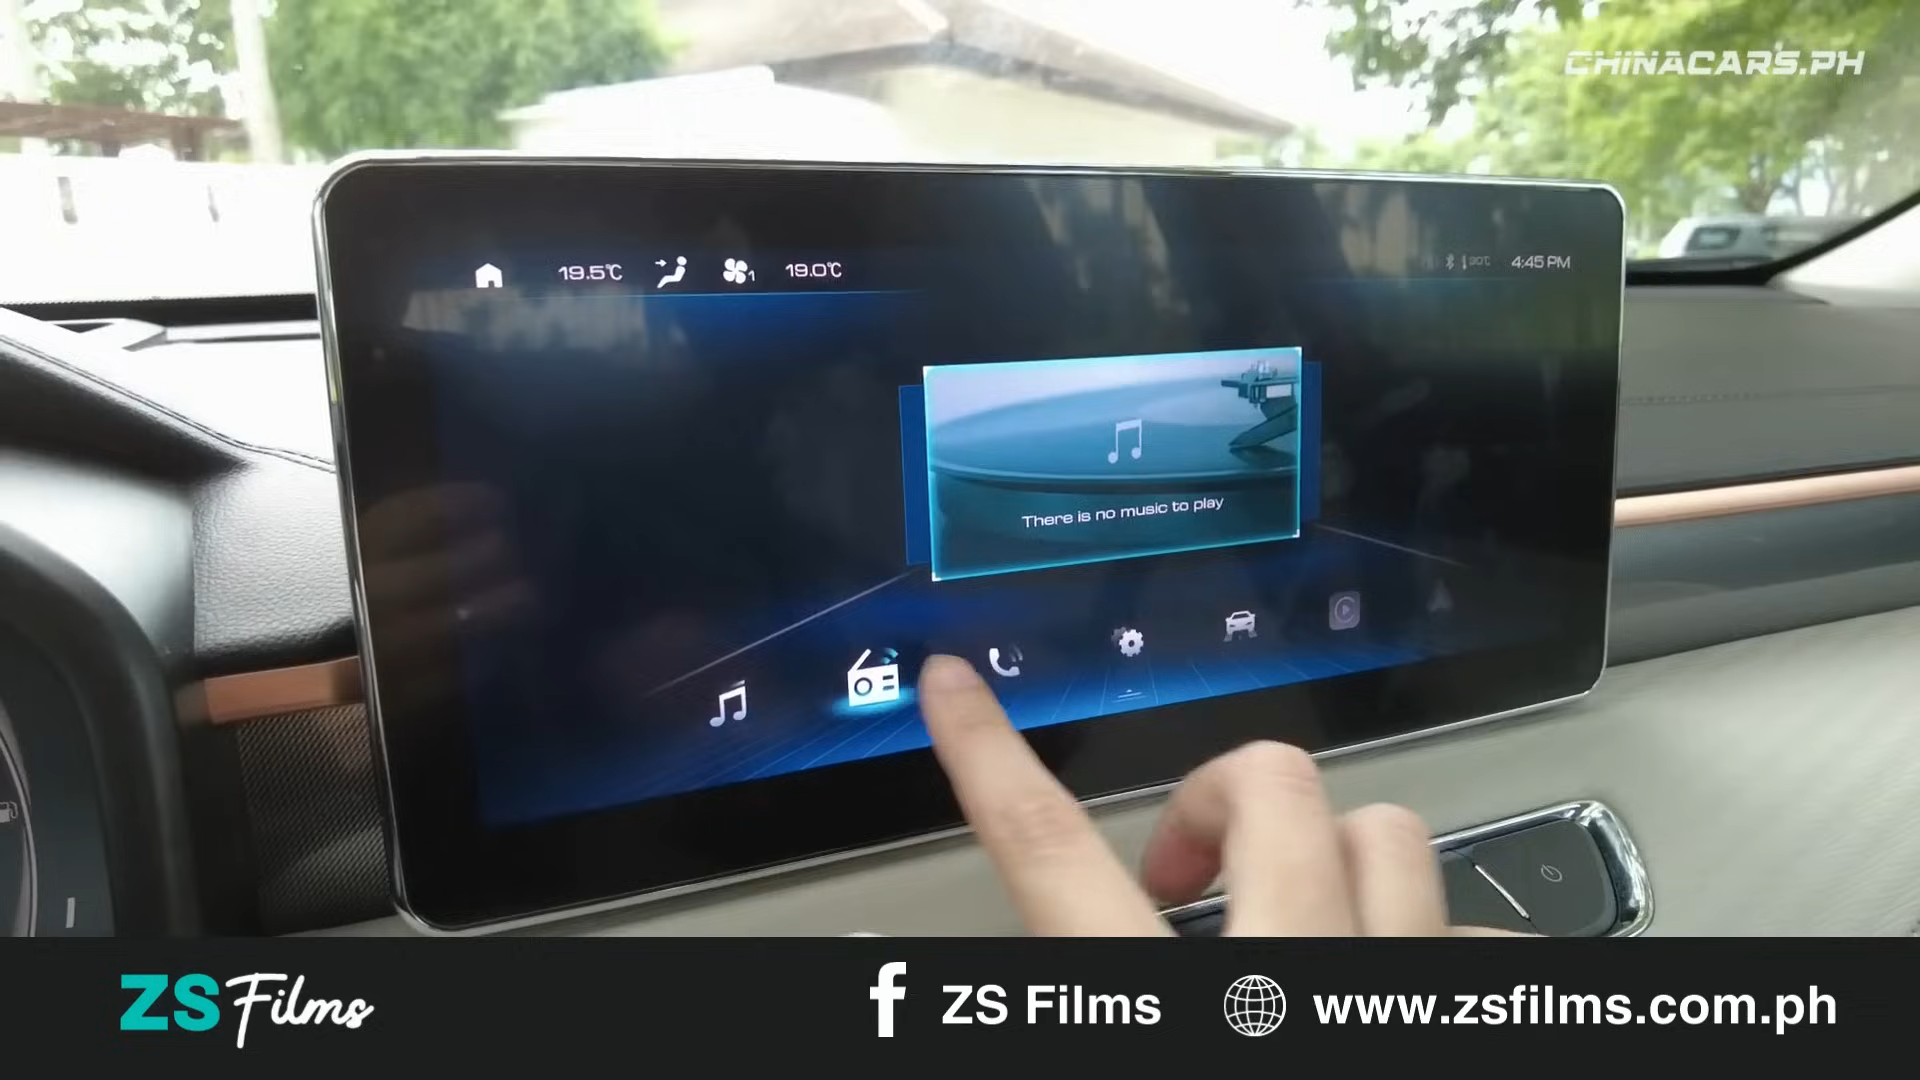 CHINACARS.PH
19.5℃
1
19.0℃
4:45 PM
There is no music to play
ZS Films
ZS Films
www.zsfilms.com.ph